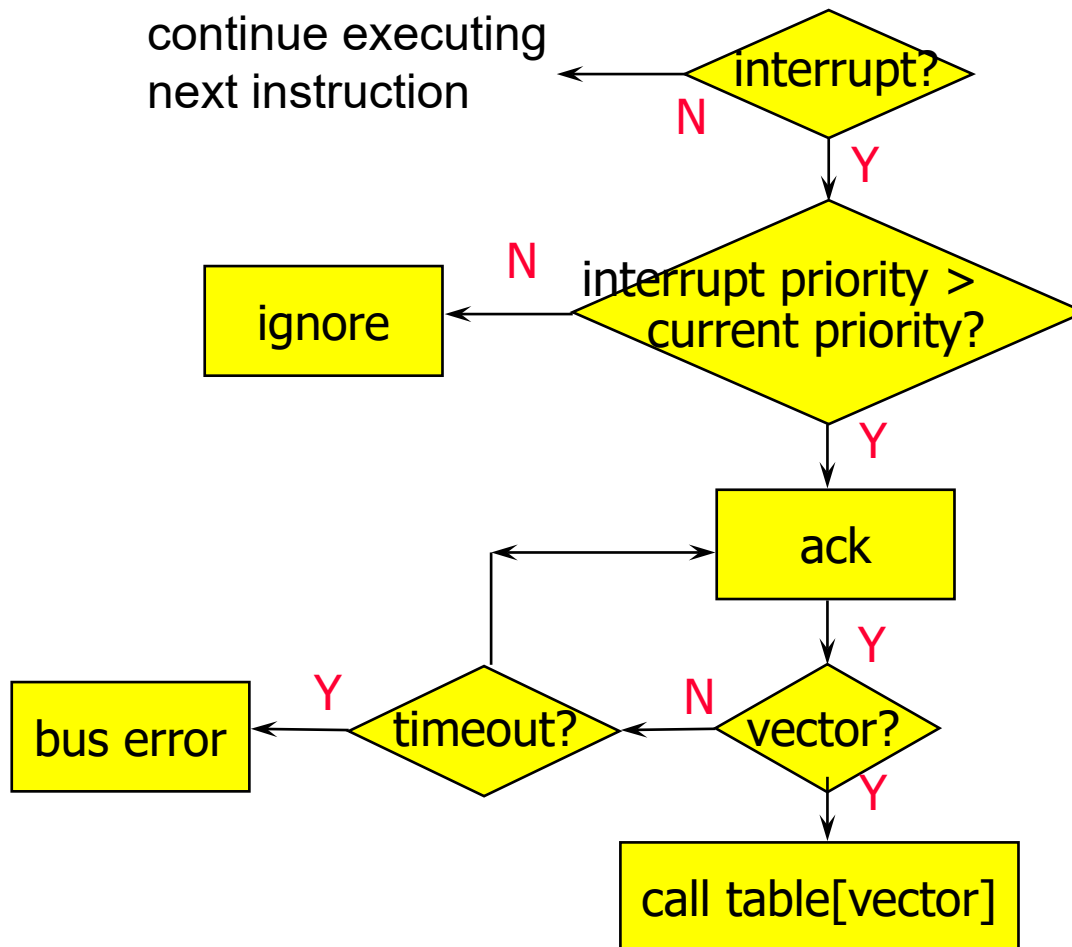 continue executing
next instruction
interrupt?
N
Y
N
interrupt priority >
current priority?
ignore
Y
ack
Y
Y
N
bus error
timeout?
vector?
Y
call table[vector]